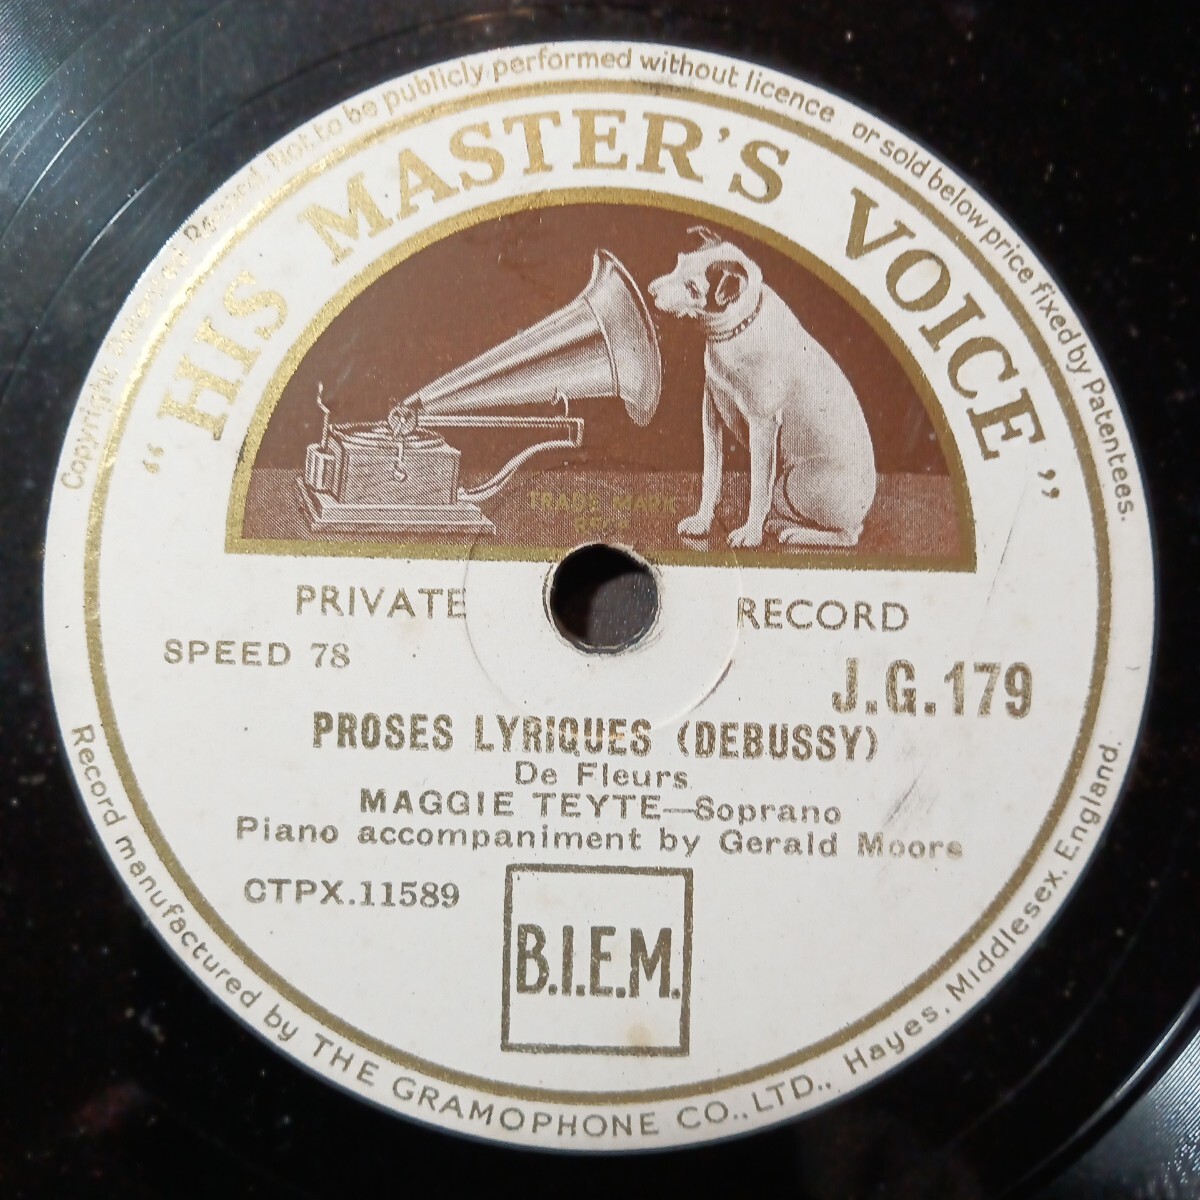 Copyright Not to be publicly performed without licence or sold below price fixed by Patentees.
"HIS MASTER'S VOICE"
TRADE MARK
PRIVATE RECORD
SPEED 78
J.G.179
PROSES LYRIQUES (DEBUSSY)
De Fleurs
MAGGIE TEYTE—Soprano
Piano accompaniment by Gerald Moore
CTPX.11589
B.I.E.M.
Record manufactured by THE GRAMOPHONE CO., LTD., Hayes, Middlesex, England.